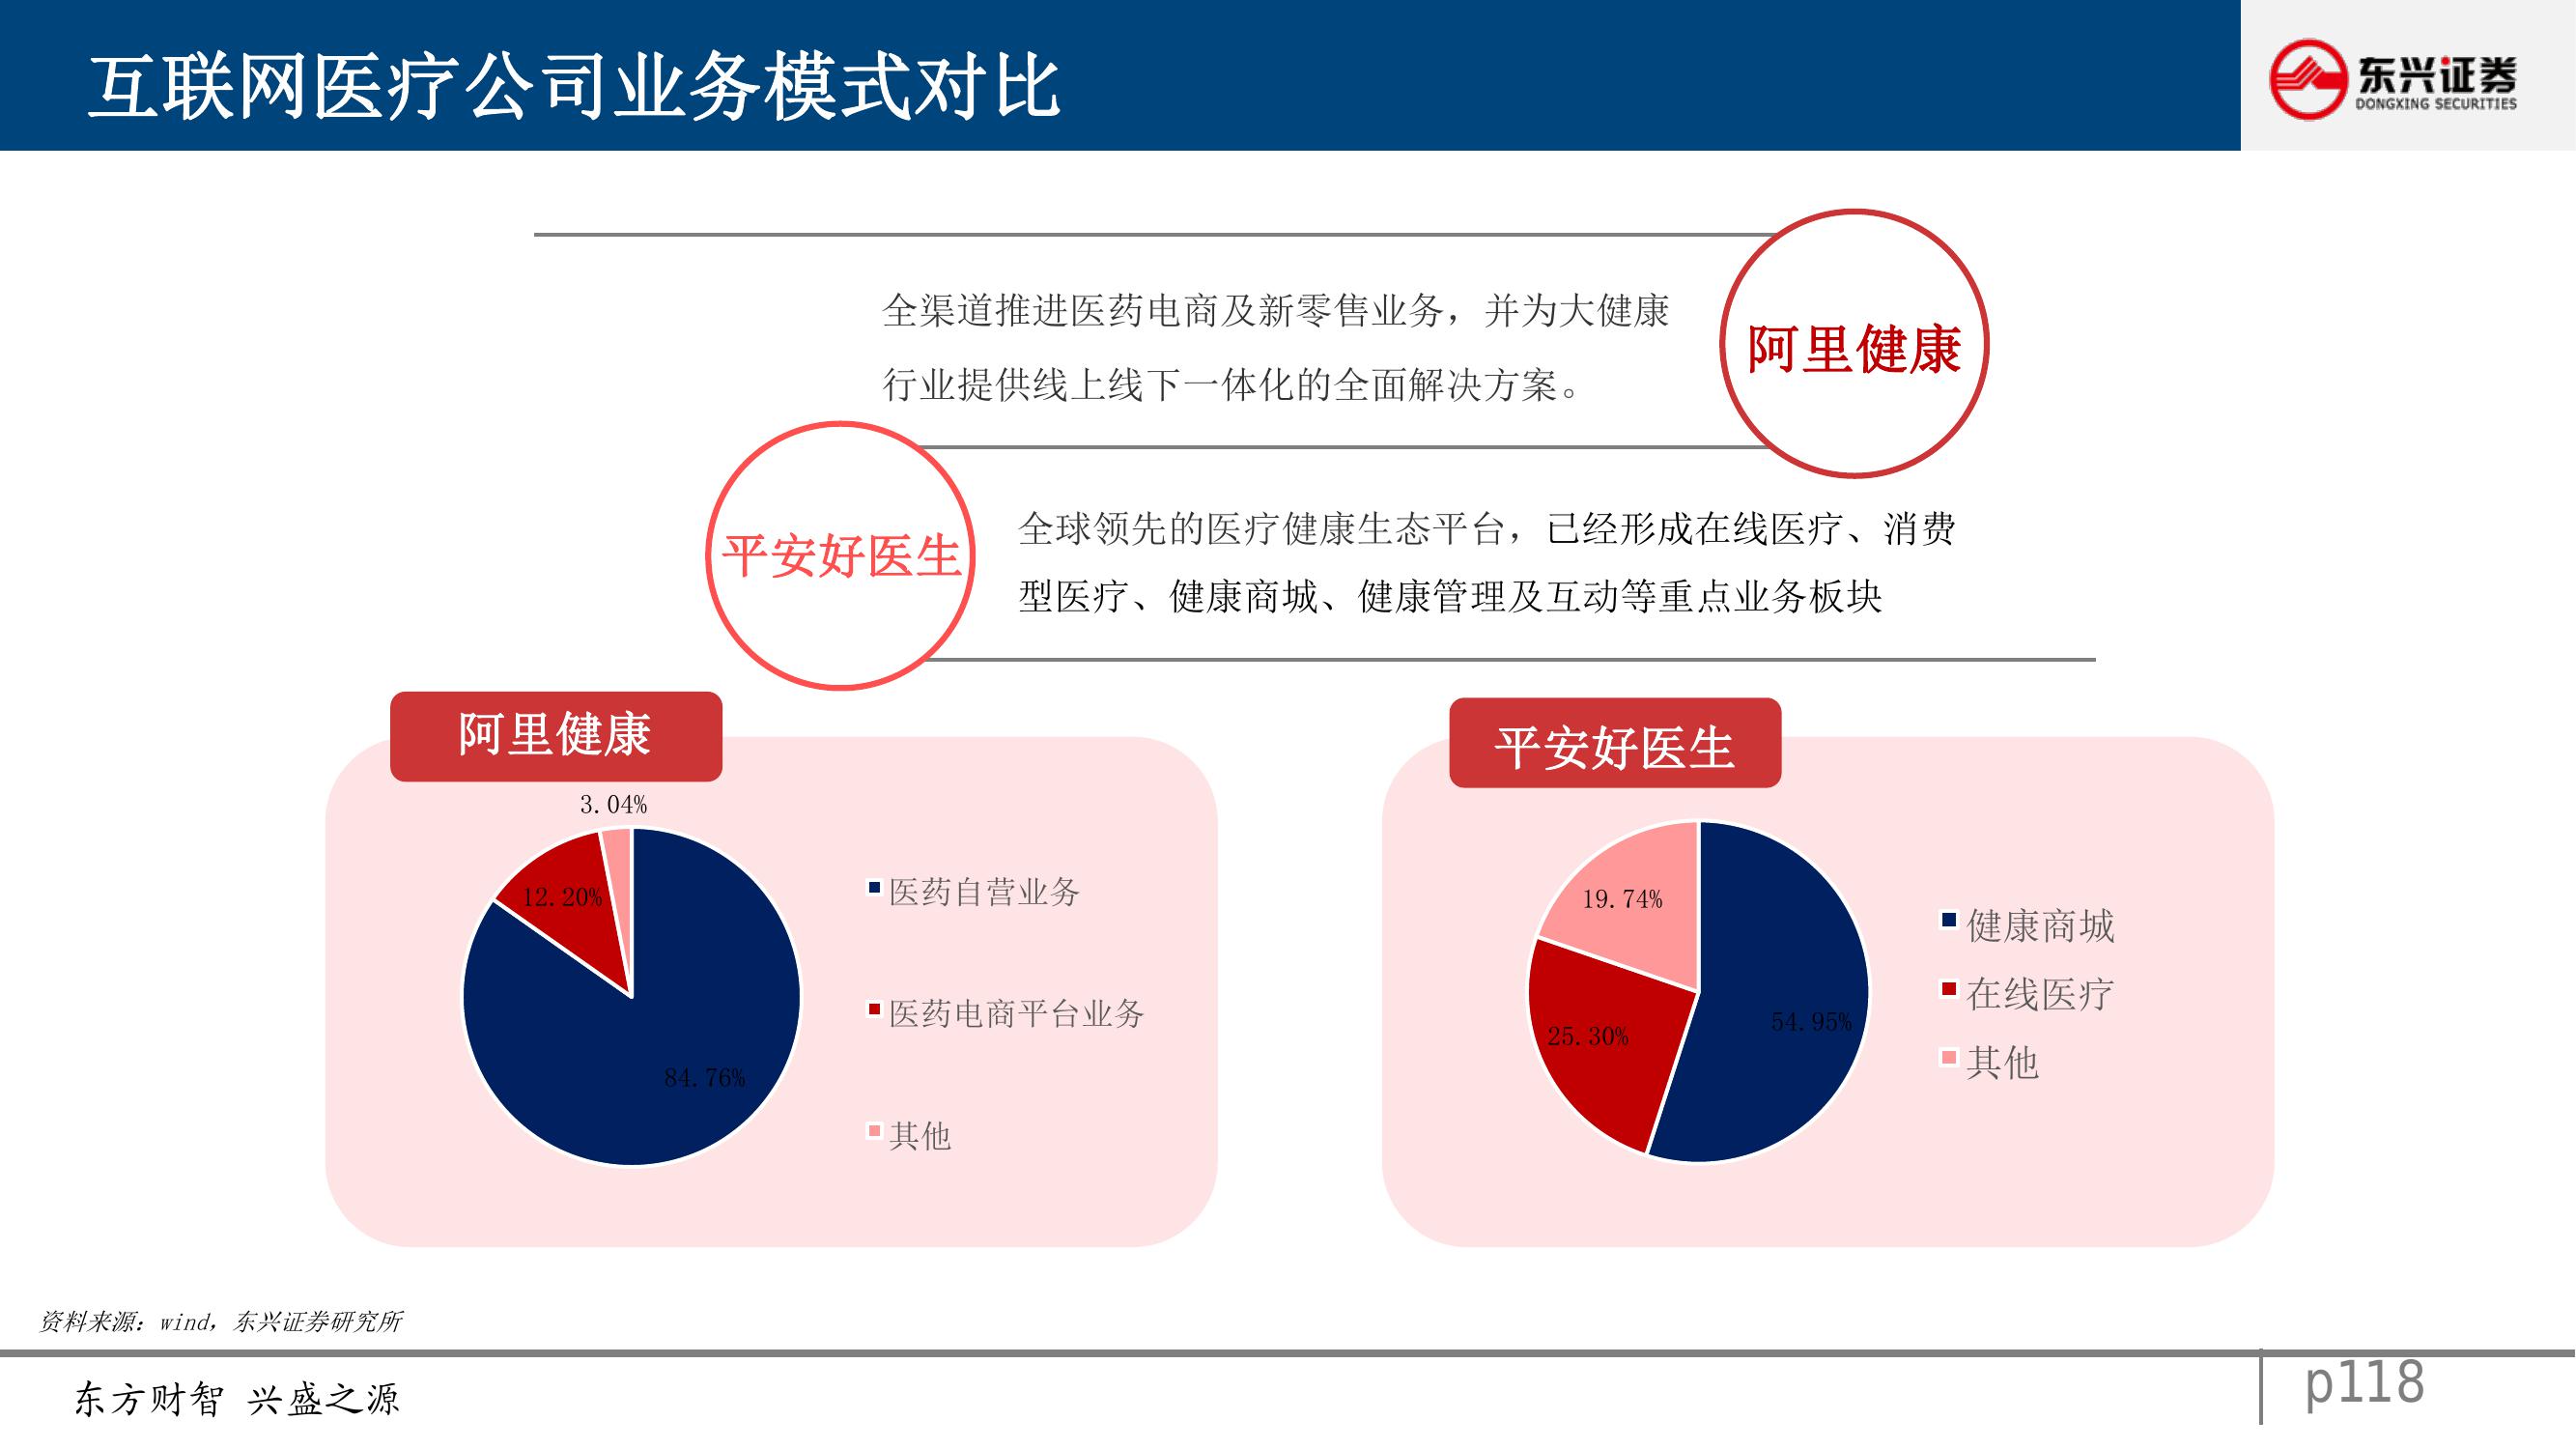 互联网医疗公司业务模式对比
东兴证券
DONGXING SECURITIES
全渠道推进医药电商及新零售业务，并为大健康
行业提供线上线下一体化的全面解决方案。
阿里健康
平安好医生
全球领先的医疗健康生态平台，已经形成在线医疗、消费
型医疗、健康商城、健康管理及互动等重点业务板块
阿里健康
3.04%
12.20%
84.76%
医药自营业务
医药电商平台业务
其他
平安好医生
19.74%
25.30%
54.95%
健康商城
在线医疗
其他
资料来源：wind，东兴证券研究所
东方财智 兴盛之源
p118